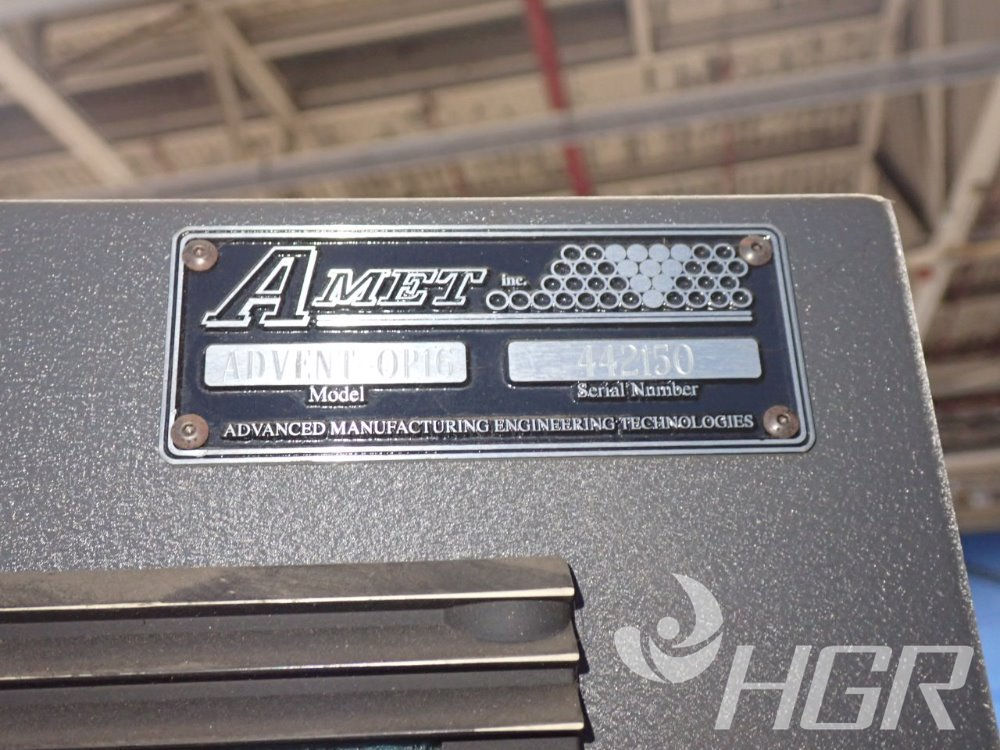 AMET inc.
ADVENT OP16 442150
Model Serial Number
ADVANCED MANUFACTURING ENGINEERING TECHNOLOGIES
HGR